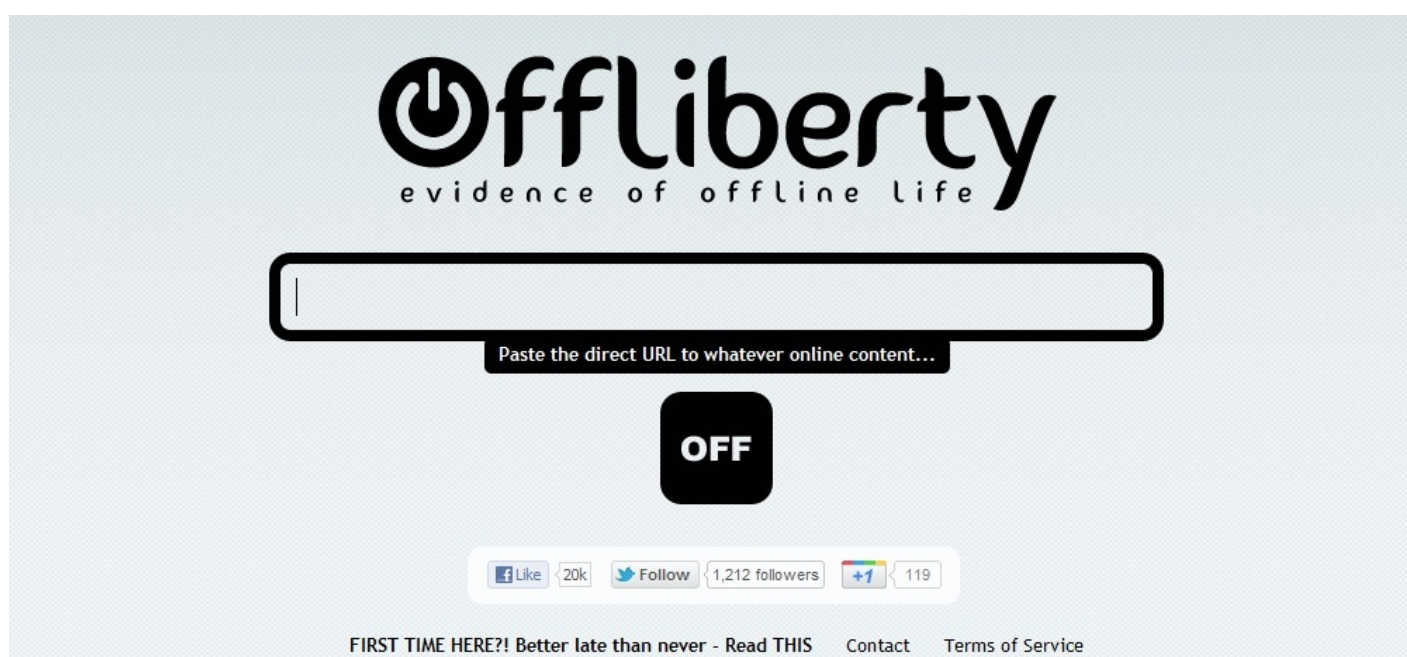 Offliberty
evidence of offline life
Paste the direct URL to whatever online content...
OFF
Like 20k Follow 1,212 followers +1 119
FIRST TIME HERE?! Better late than never - Read THIS Contact Terms of Service